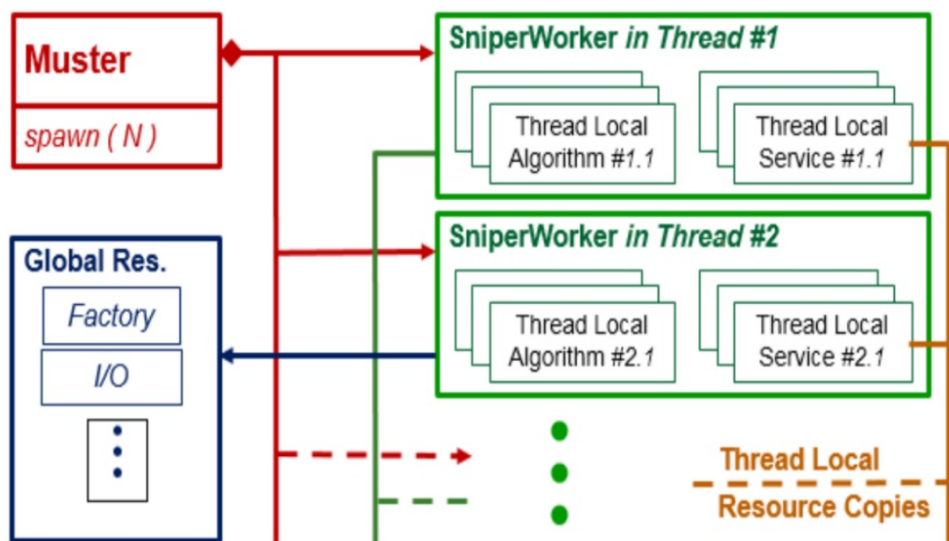 Muster
spawn ( N )
SniperWorker in Thread #1
Thread Local
Algorithm #1.1
Thread Local
Service #1.1
SniperWorker in Thread #2
Thread Local
Algorithm #2.1
Thread Local
Service #2.1
Global Res.
Factory
I/O
Thread Local
Resource Copies